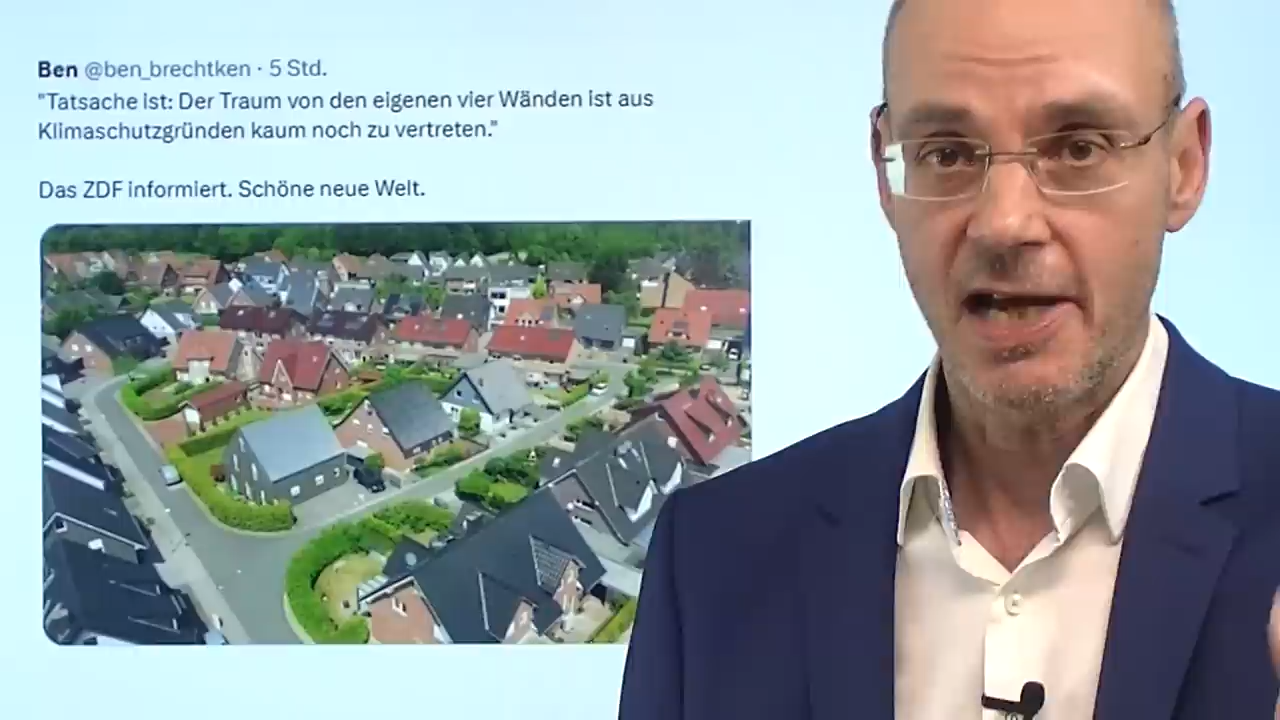 Ben @ben_brechtken · 5 Std.
"Tatsache ist: Der Traum von den eigenen vier Wänden ist aus
Klimaschutzgründen kaum noch zu vertreten."
Das ZDF informiert. Schöne neue Welt.